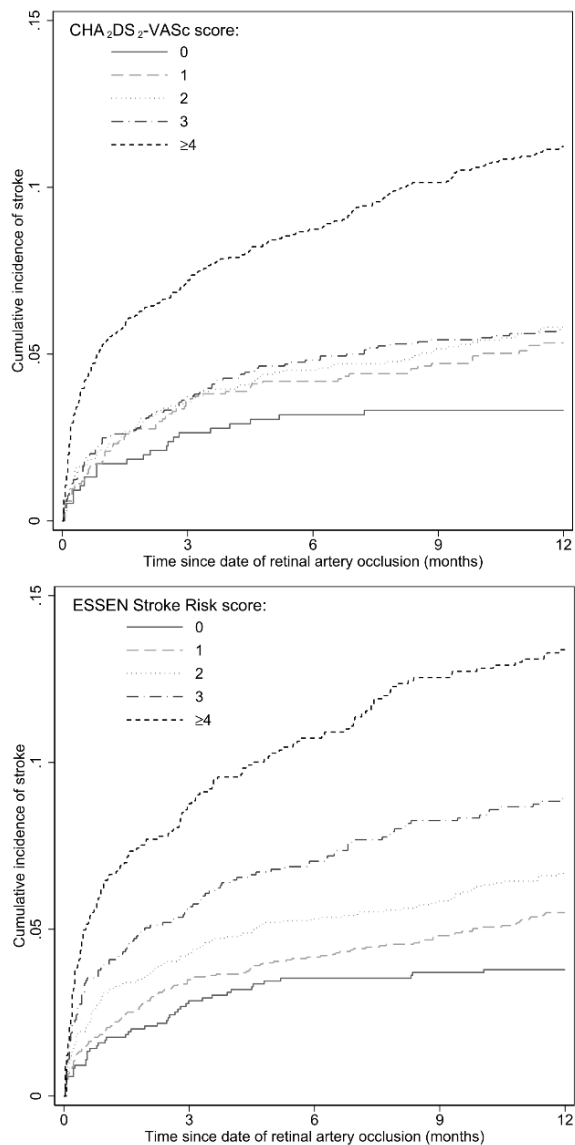 CHA₂DS₂-VASc score:
0
1
2
3
≥4
.15
.1
.05
0
Cumulative incidence of stroke
0 3 6 9 12
Time since date of retinal artery occlusion (months)
ESSEN Stroke Risk score:
0
1
2
3
≥4
.15
.1
.05
0
Cumulative incidence of stroke
0 3 6 9 12
Time since date of retinal artery occlusion (months)